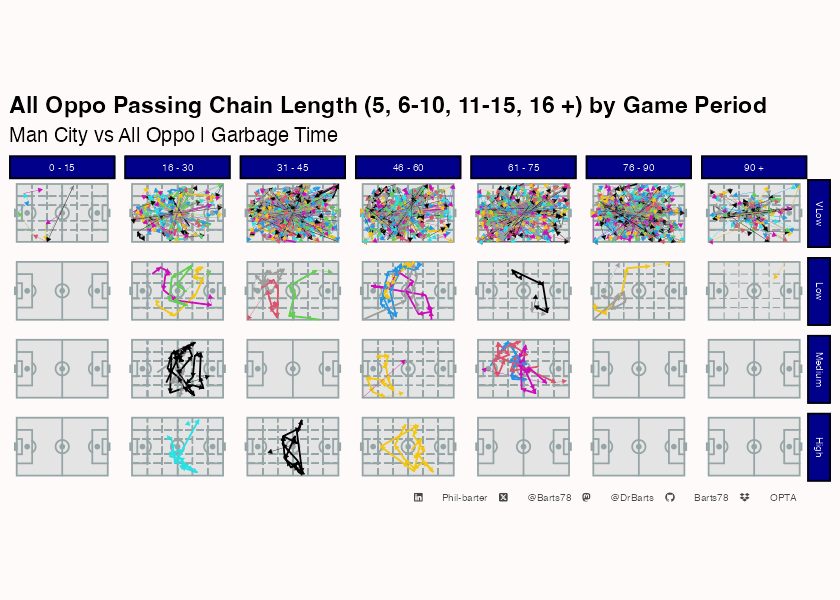 All Oppo Passing Chain Length (5, 6-10, 11-15, 16 +) by Game Period
Man City vs All Oppo | Garbage Time
0 - 15 16 - 30 31 - 45 46 - 60 61 - 75 76 - 90 90 +
V.Low
Low
Medium
High
Phil-barter @Barts78 @DrBarts Barts78 OPTA